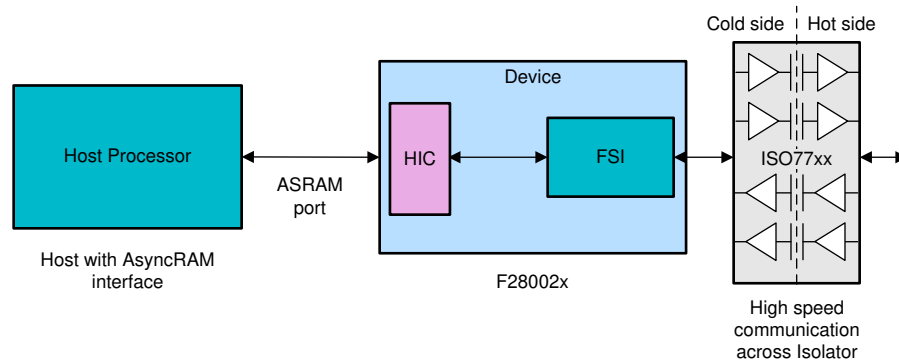 Cold side
Hot side
Device
Host Processor
HIC
FSI
ISO77xx
ASRAM
port
Host with AsyncRAM
interface
F28002x
High speed
communication
across Isolator